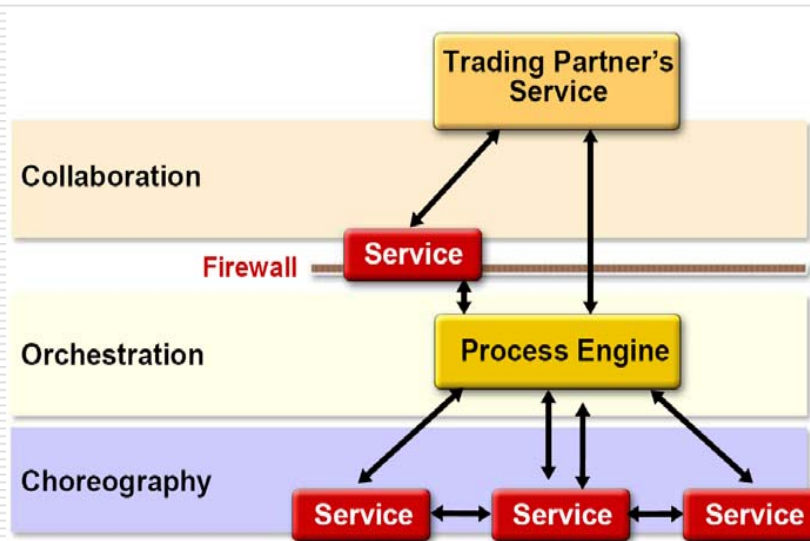 Trading Partner's
Service
Collaboration
Service
Firewall
Orchestration
Process Engine
Choreography
Service
Service
Service